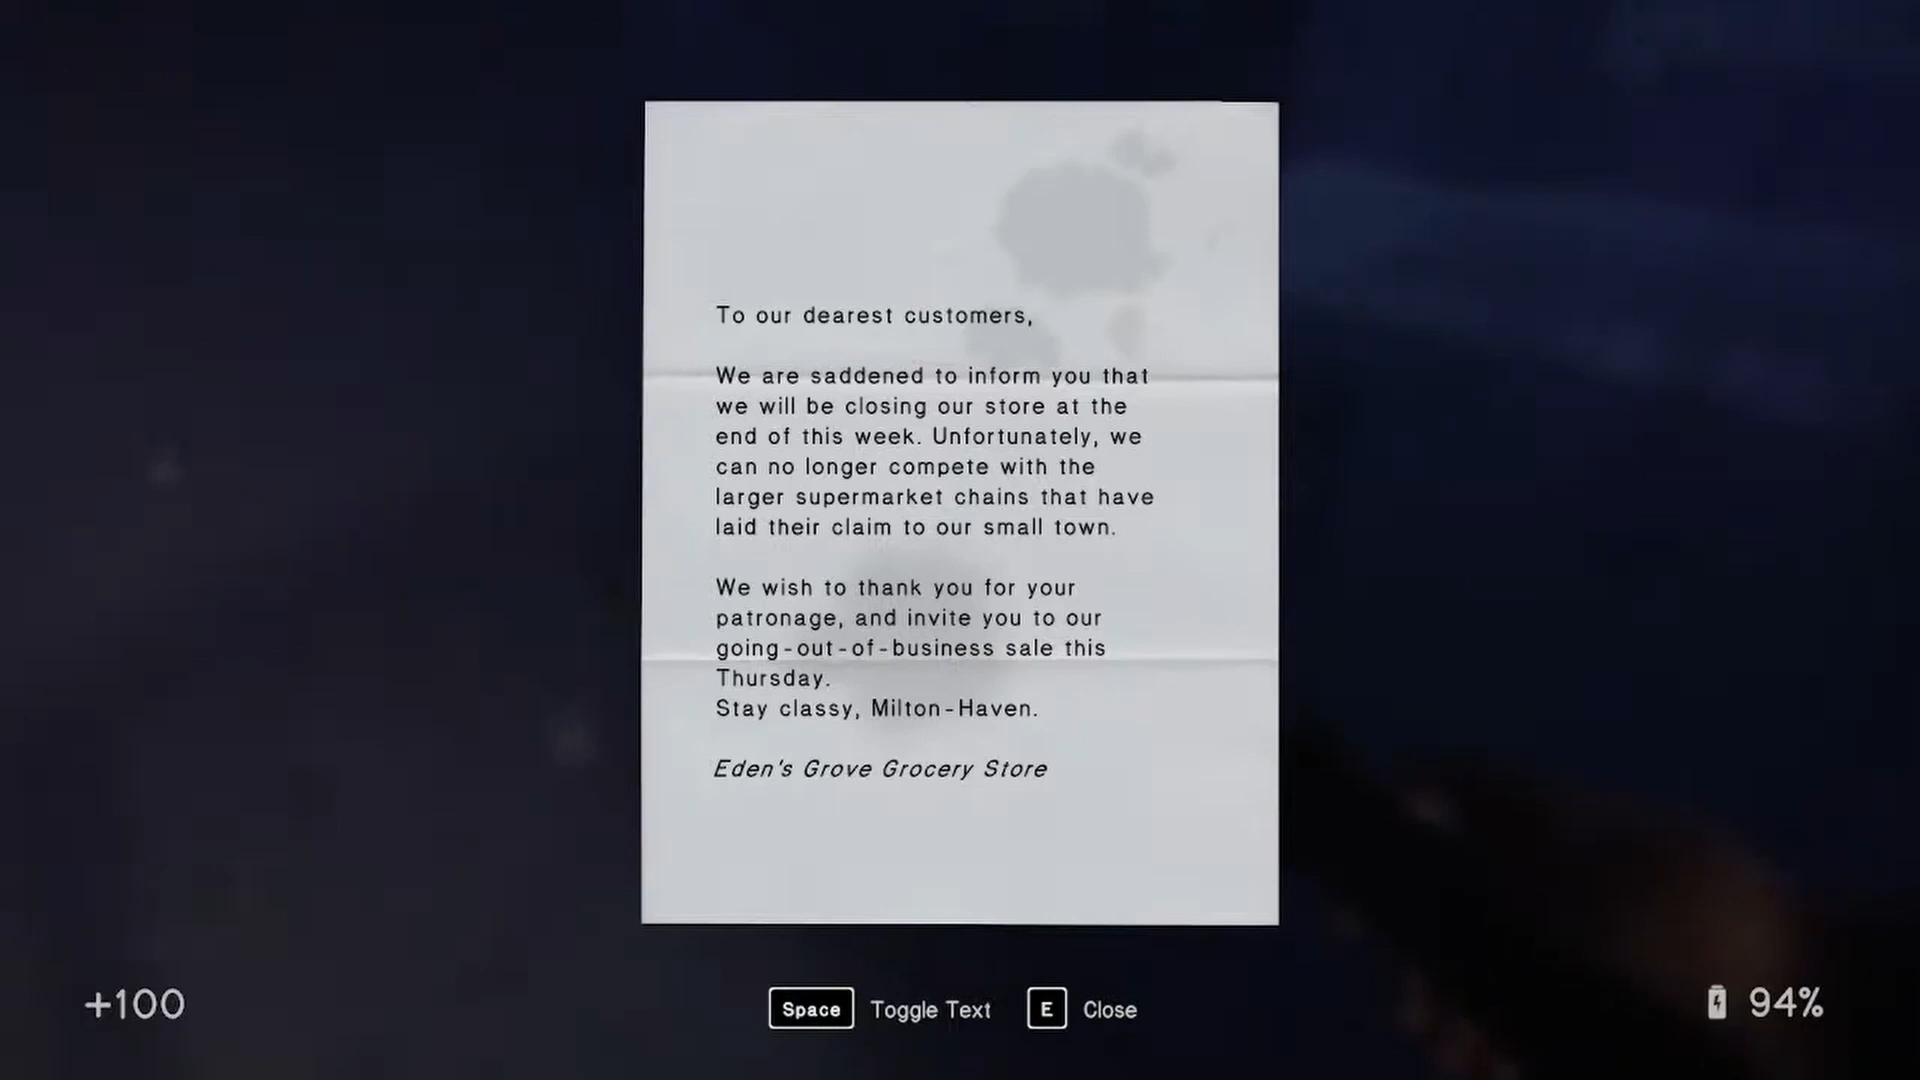 To our dearest customers,
We are saddened to inform you that
we will be closing our store at the
end of this week. Unfortunately, we
can no longer compete with the
larger supermarket chains that have
laid their claim to our small town.
We wish to thank you for your
patronage, and invite you to our
going-out-of-business sale this
Thursday.
Stay classy, Milton-Haven.
Eden's Grove Grocery Store
+100
Space Toggle Text E Close
94%